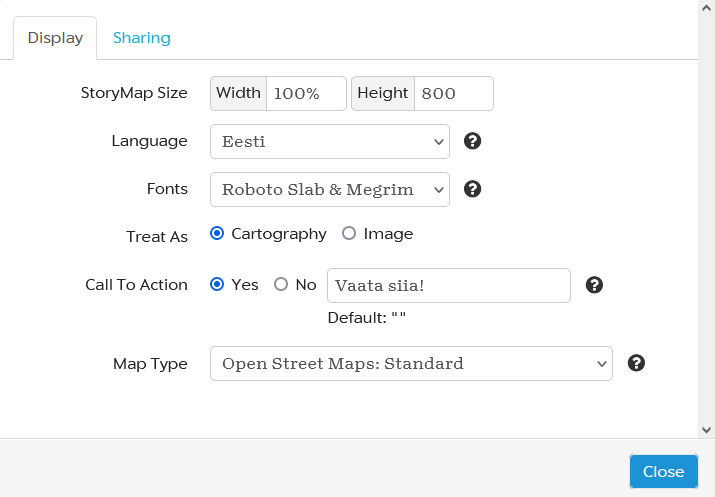 Display Sharing
StoryMap Size Width 100% Height 800
Language Eesti ?
Fonts Roboto Slab & Megrim ?
Treat As Cartography Image
Call To Action Yes No Vaata siia! ?
Default: ""
Map Type Open Street Maps: Standard ?
Close